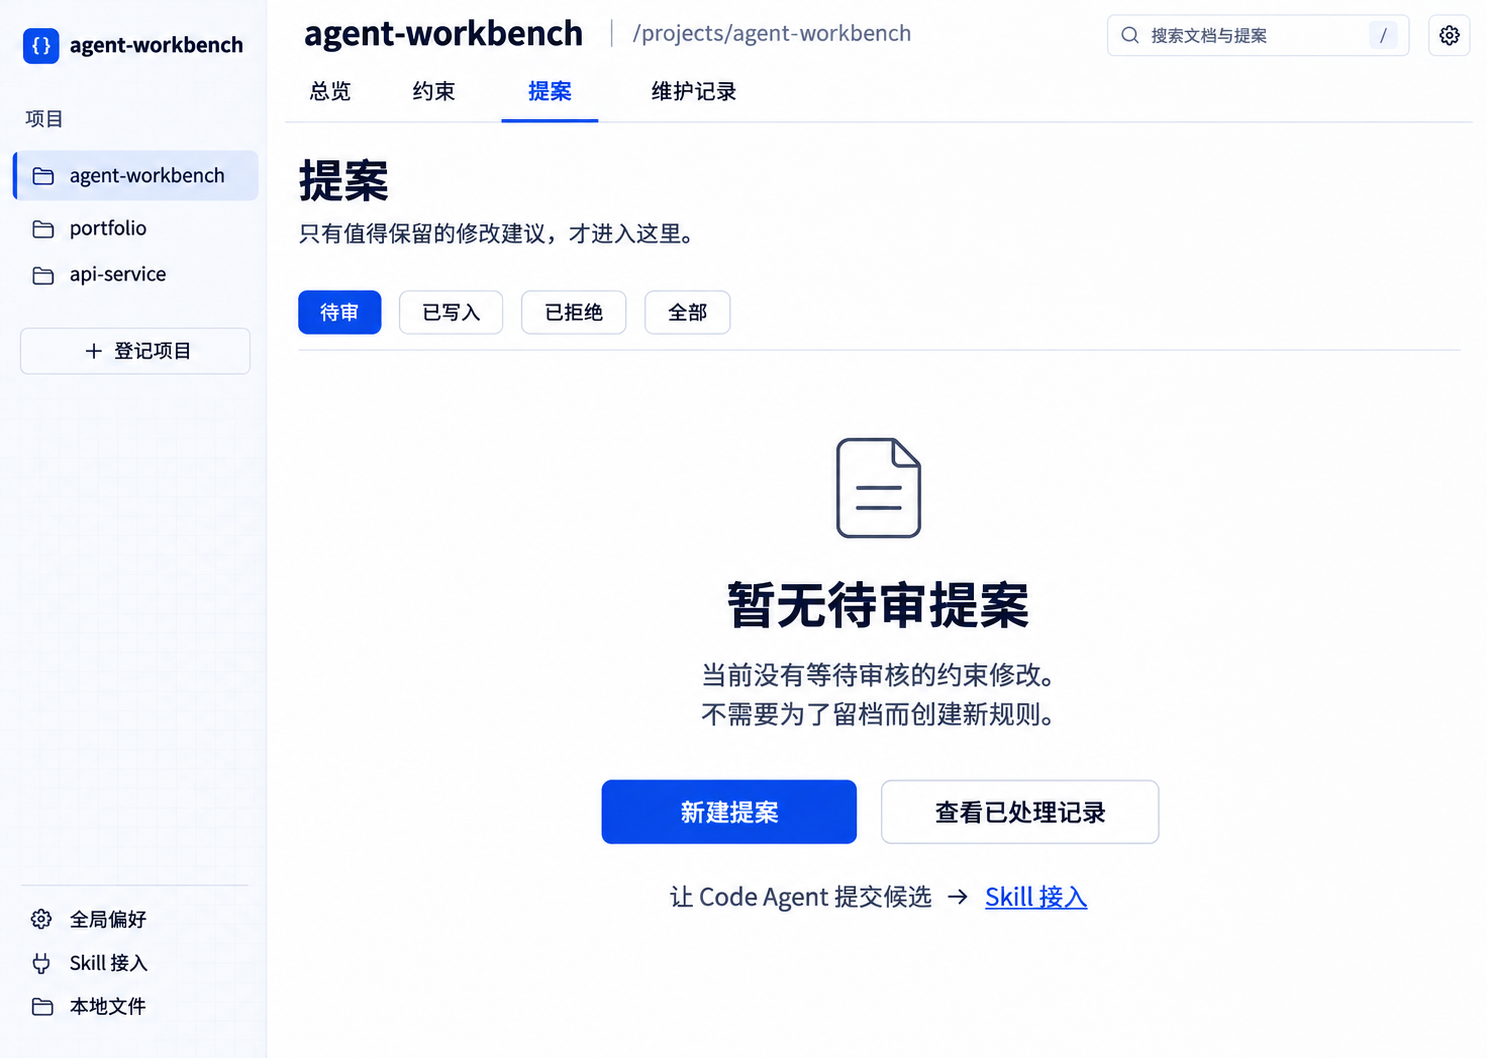 {} agent-workbench
项目
agent-workbench
portfolio
api-service
+ 登记项目
全局偏好
Skill 接入
本地文件
agent-workbench | /projects/agent-workbench
搜索文档与提案 /
总览 约束 提案 维护记录
提案
只有值得保留的修改建议，才进入这里。
待审 已写入 已拒绝 全部
暂无待审提案
当前没有等待审核的约束修改。
不需要为了留档而创建新规则。
新建提案 查看已处理记录
让 Code Agent 提交候选 → Skill 接入